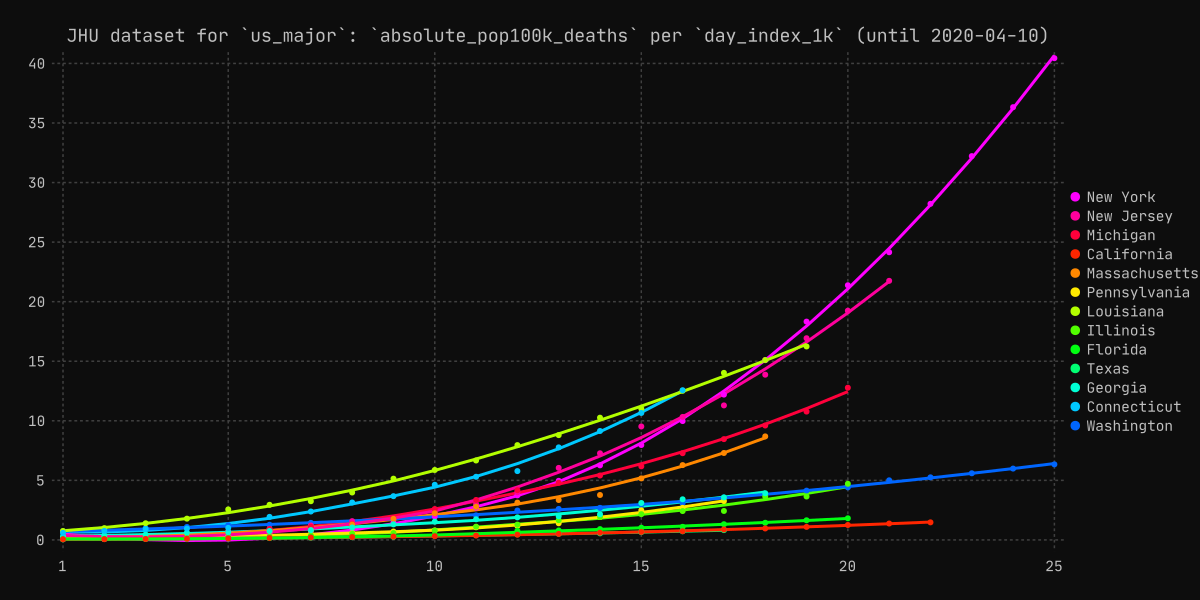 JHU dataset for `us_major`: `absolute_pop100k_deaths` per `day_index_1k` (until 2020-04-10)
40
35
30
25
20
15
10
5
0
1
5
10
15
20
25
New York
New Jersey
Michigan
California
Massachusetts
Pennsylvania
Louisiana
Illinois
Florida
Texas
Georgia
Connecticut
Washington